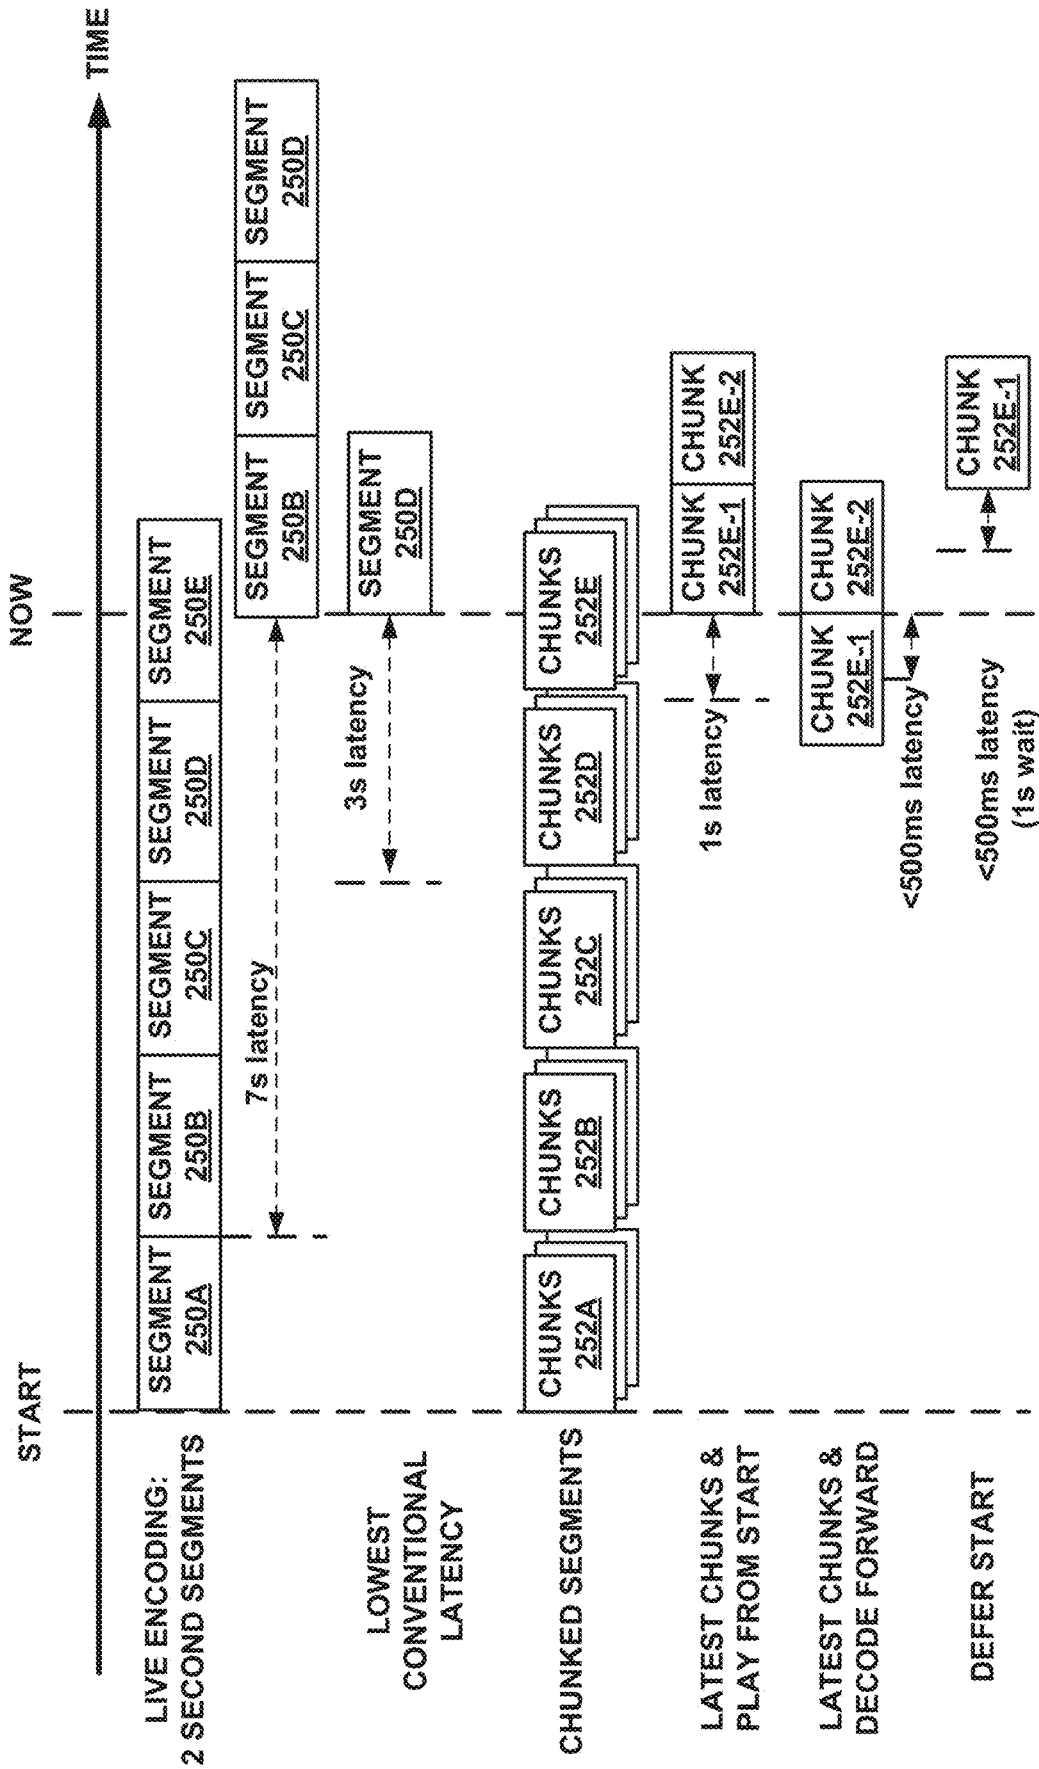 START
NOW
TIME
LIVE ENCODING:
2 SECOND SEGMENTS
SEGMENT
250A
SEGMENT
250B
SEGMENT
250C
SEGMENT
250D
SEGMENT
250E
7s latency
SEGMENT
250B
SEGMENT
250C
SEGMENT
250D
LOWEST
CONVENTIONAL
LATENCY
3s latency
SEGMENT
250D
CHUNKED SEGMENTS
CHUNKS
252A
CHUNKS
252B
CHUNKS
252C
CHUNKS
252D
CHUNKS
252E
LATEST CHUNKS &
PLAY FROM START
1s latency
CHUNK
252E-1
CHUNK
252E-2
LATEST CHUNKS &
DECODE FORWARD
CHUNK
252E-1
CHUNK
252E-2
<500ms latency
DEFER START
<500ms latency
(1s wait)
CHUNK
252E-1